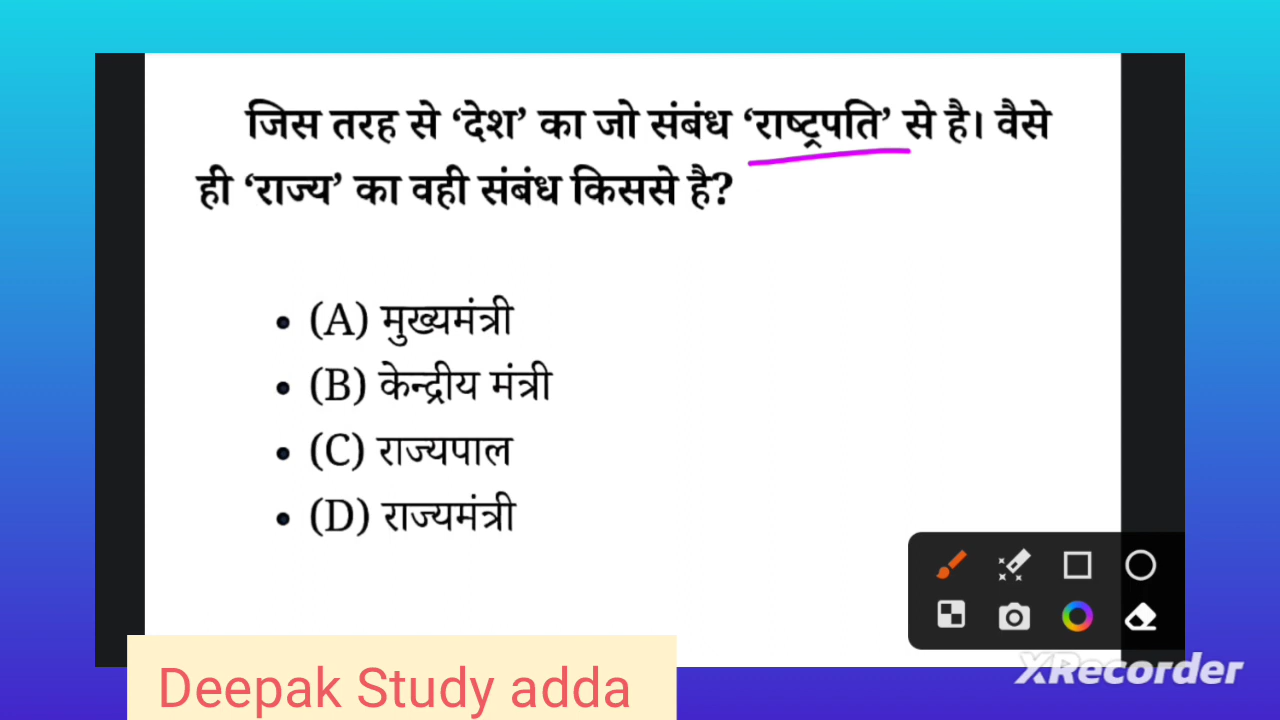 जिस तरह से ‘देश’ का जो संबंध ‘राष्ट्रपति’ से है। वैसे
ही ‘राज्य’ का वही संबंध किससे है?
• (A) मुख्यमंत्री
• (B) केन्द्रीय मंत्री
• (C) राज्यपाल
• (D) राज्यमंत्री
XRecorder
Deepak Study adda